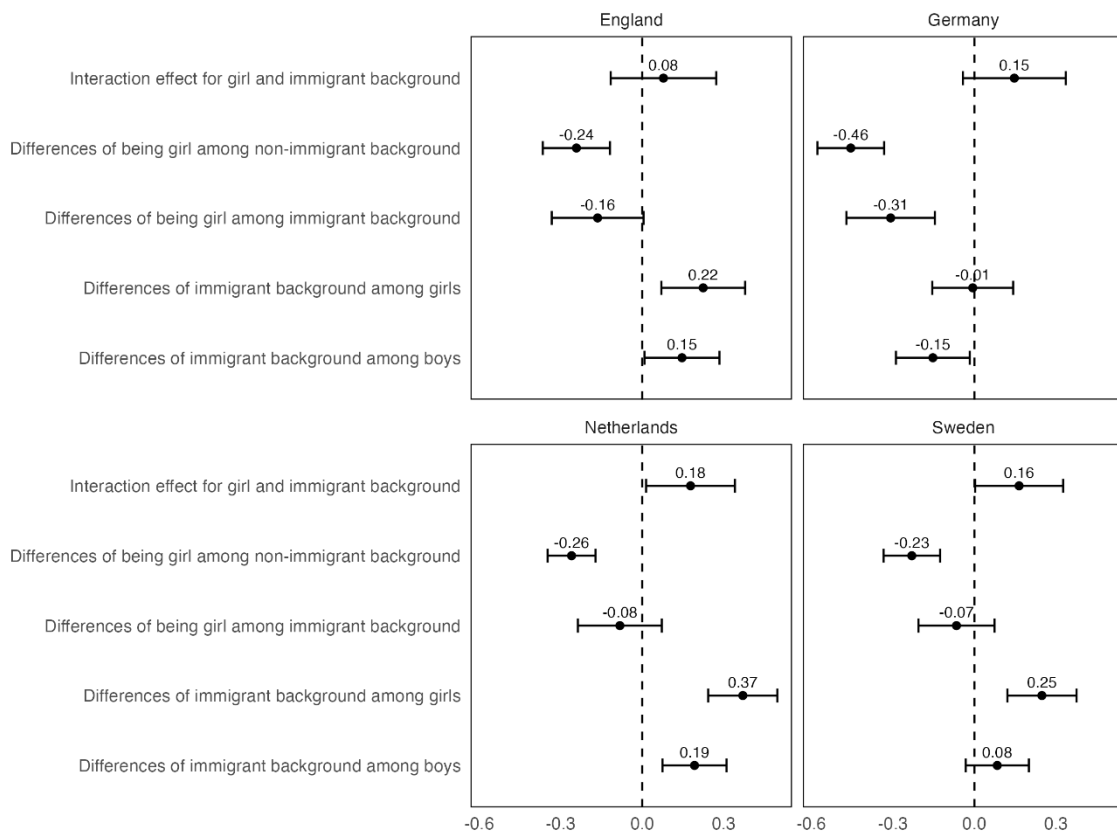 England Germany
Interaction effect for girl and immigrant background 0.08 0.15
Differences of being girl among non-immigrant background -0.24 -0.46
Differences of being girl among immigrant background -0.16 -0.31
Differences of immigrant background among girls 0.22 -0.01
Differences of immigrant background among boys 0.15 -0.15
Netherlands Sweden
Interaction effect for girl and immigrant background 0.18 0.16
Differences of being girl among non-immigrant background -0.26 -0.23
Differences of being girl among immigrant background -0.08 -0.07
Differences of immigrant background among girls 0.37 0.25
Differences of immigrant background among boys 0.19 0.08
-0.6 -0.3 0.0 0.3 -0.6 -0.3 0.0 0.3